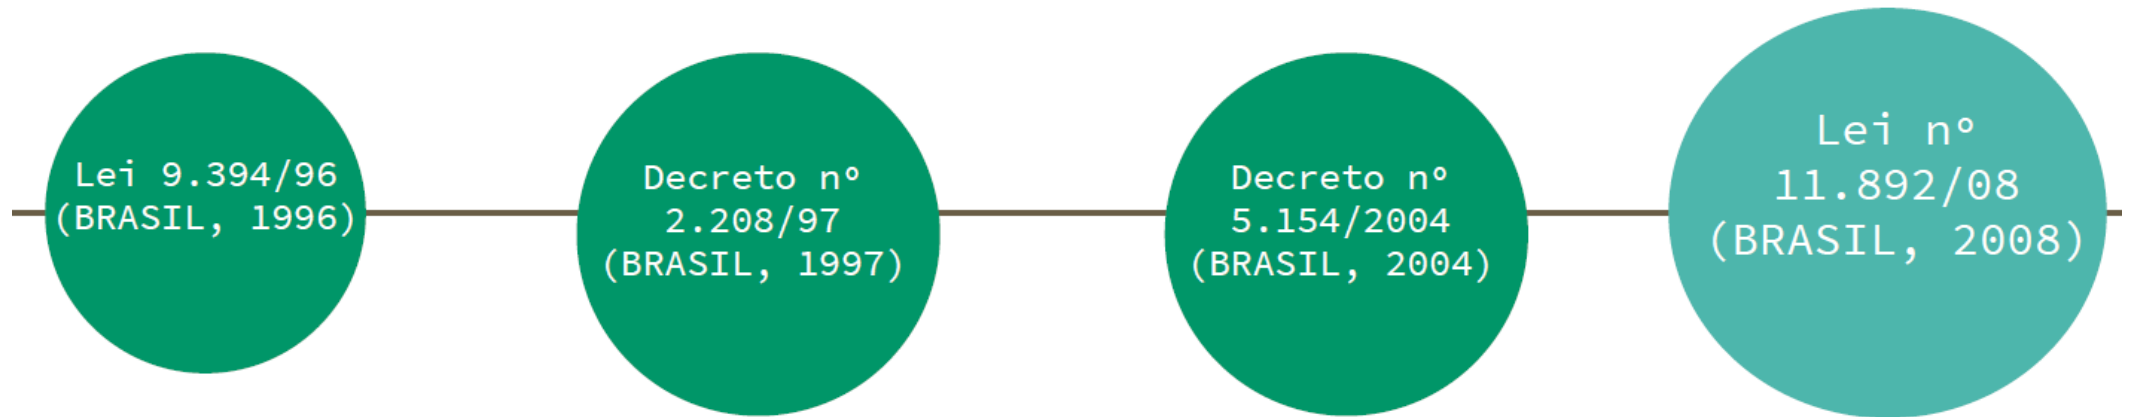 Lei 9.394/96
(BRASIL, 1996)
Decreto nº
2.208/97
(BRASIL, 1997)
Decreto nº
5.154/2004
(BRASIL, 2004)
Lei nº
11.892/08
(BRASIL, 2008)